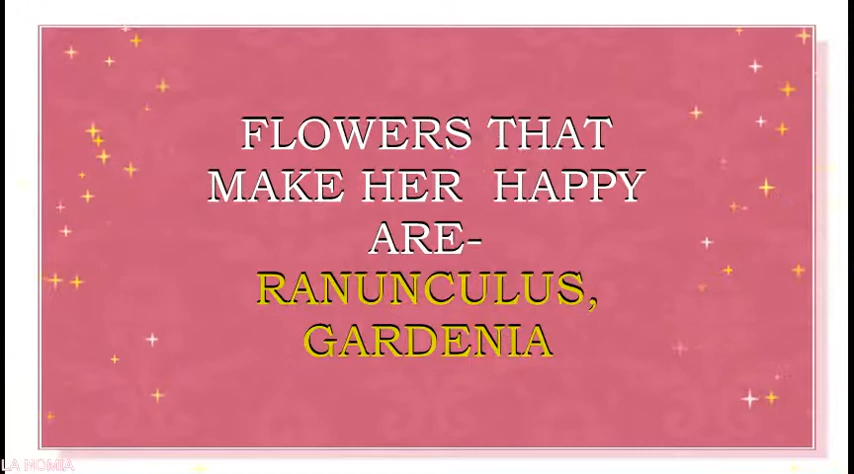 FLOWERS THAT
MAKE HER HAPPY
ARE-
RANUNCULUS,
GARDENIA
LA NOMIA